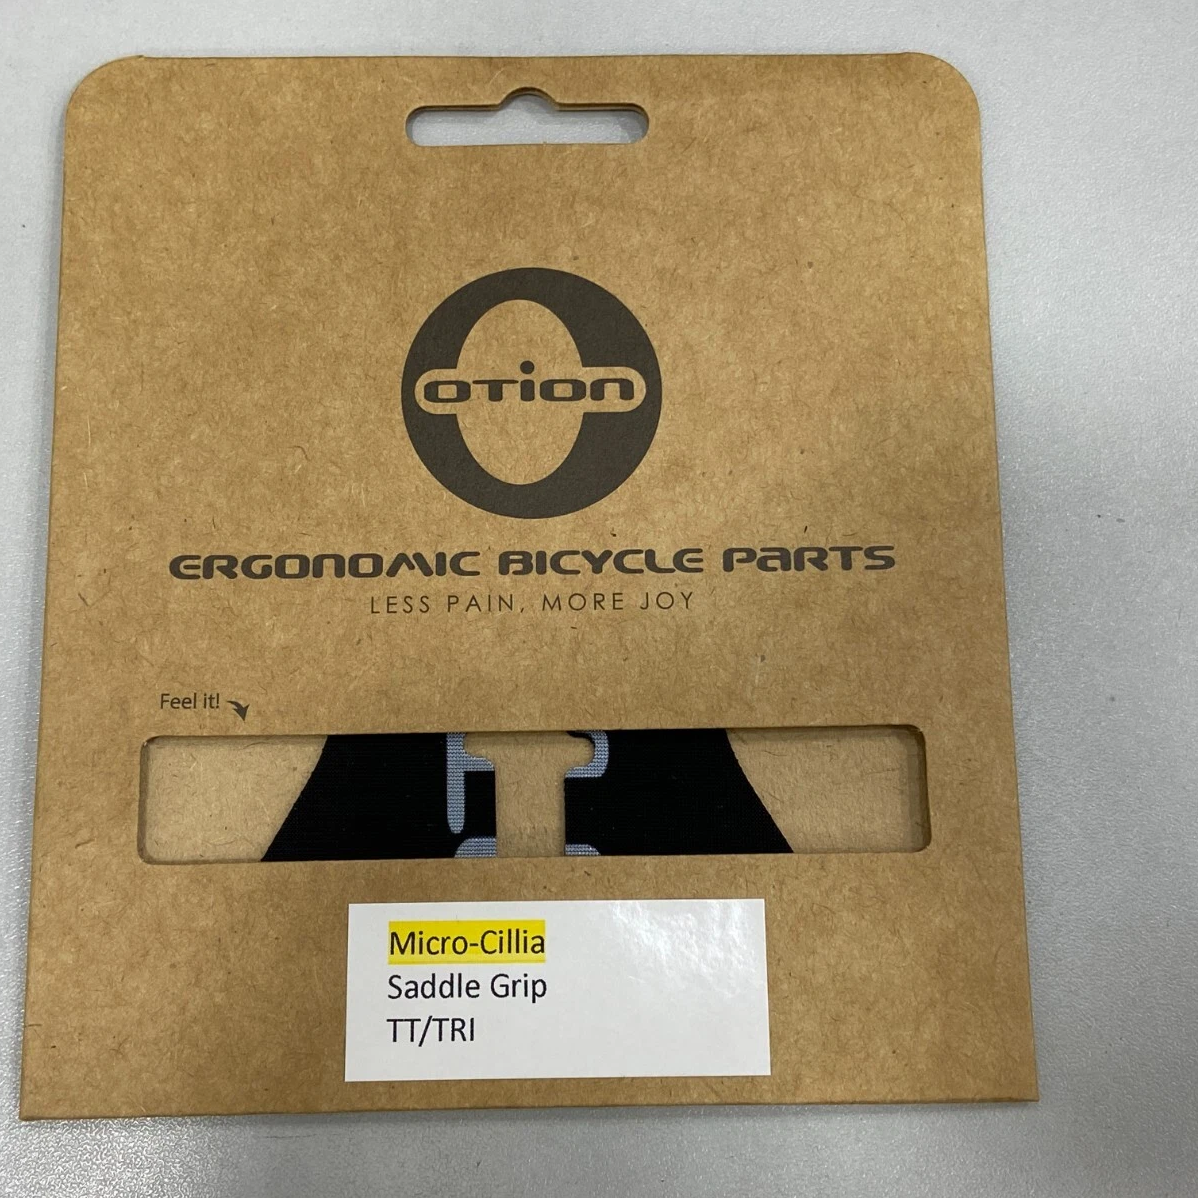 OTiOn
ERGONOMIC BICYCLE PaRTS
LESS PAIN, MORE JOY
Feel it!
Micro-Cillia
Saddle Grip
TT/TRI